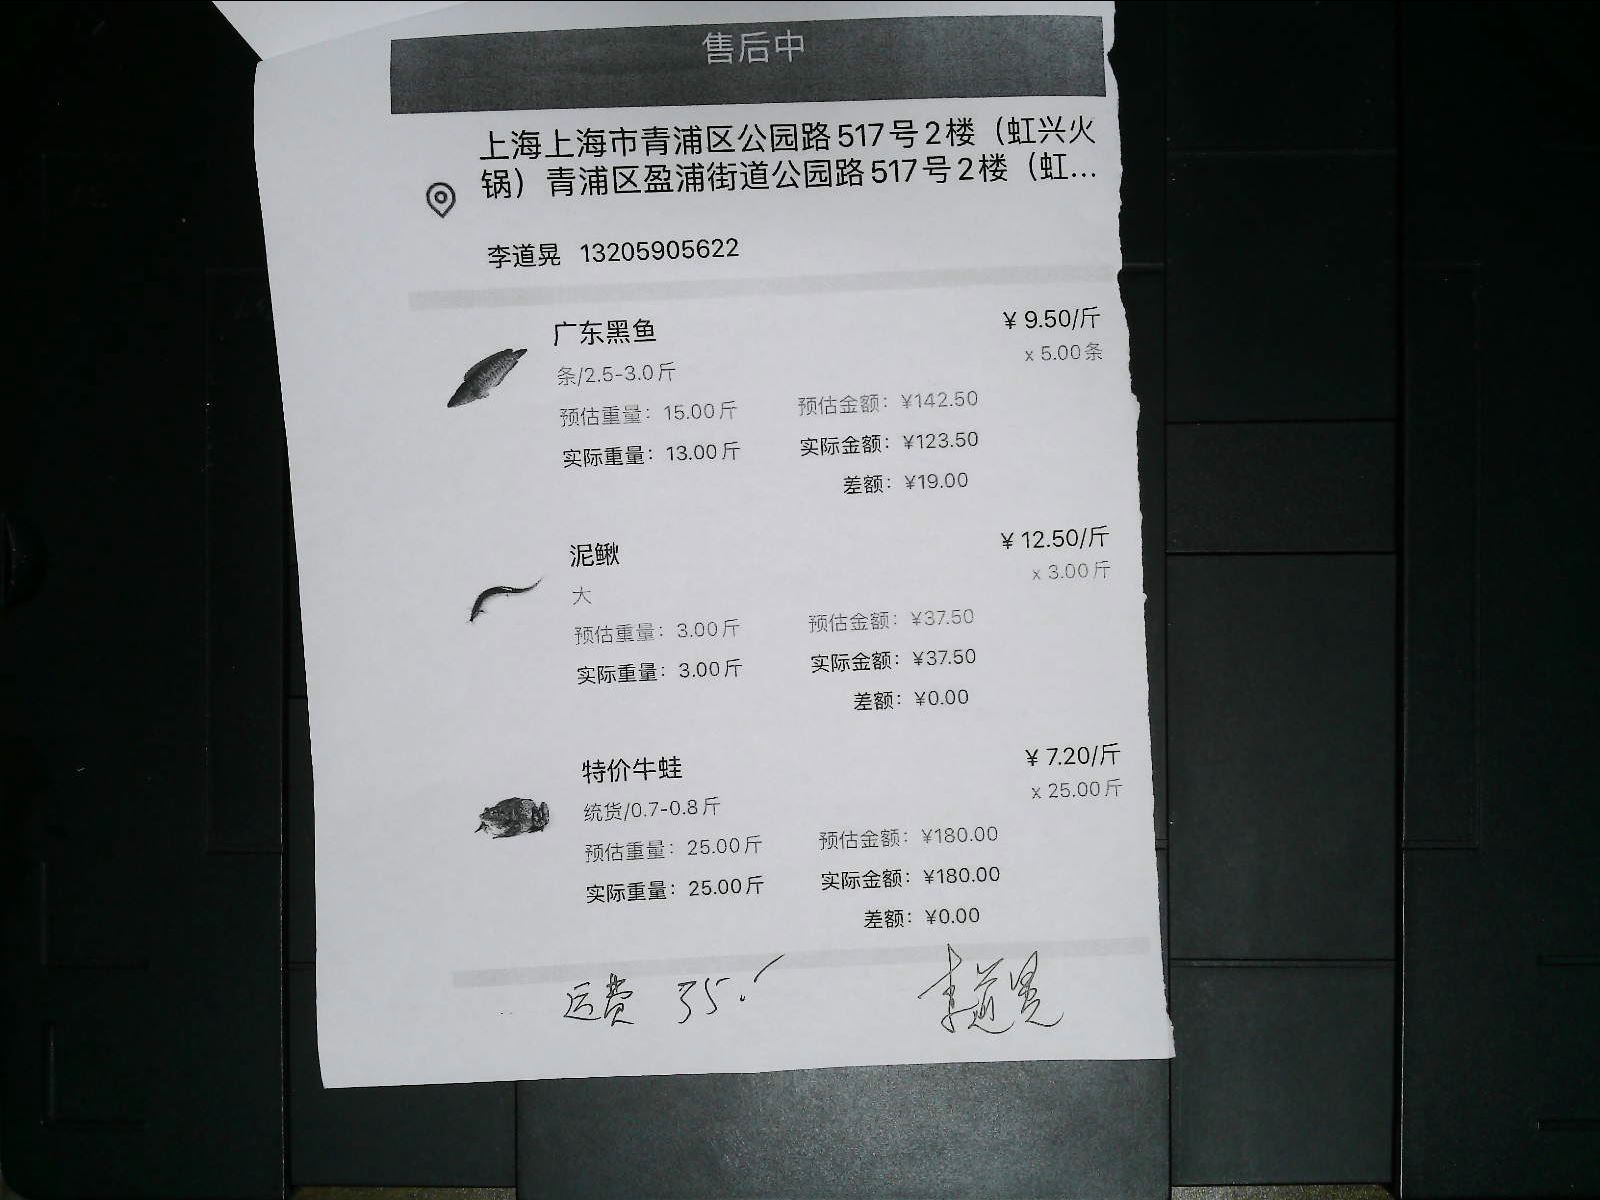 售后中
上海上海市青浦区公园路517号2楼（虹兴火
锅）青浦区盈浦街道公园路517号2楼（虹...
李道晃 13205905622
广东黑鱼 ¥ 9.50/斤
条/2.5-3.0斤 x 5.00条
预估重量：15.00斤 预估金额：¥142.50
实际重量：13.00斤 实际金额：¥123.50
差额：¥19.00
泥鳅 ¥ 12.50/斤
大 x 3.00斤
预估重量：3.00斤 预估金额：¥37.50
实际重量：3.00斤 实际金额：¥37.50
差额：¥0.00
特价牛蛙 ¥ 7.20/斤
统货/0.7-0.8斤 x 25.00斤
预估重量：25.00斤 预估金额：¥180.00
实际重量：25.00斤 实际金额：¥180.00
差额：¥0.00
运费 35.- 李道晃